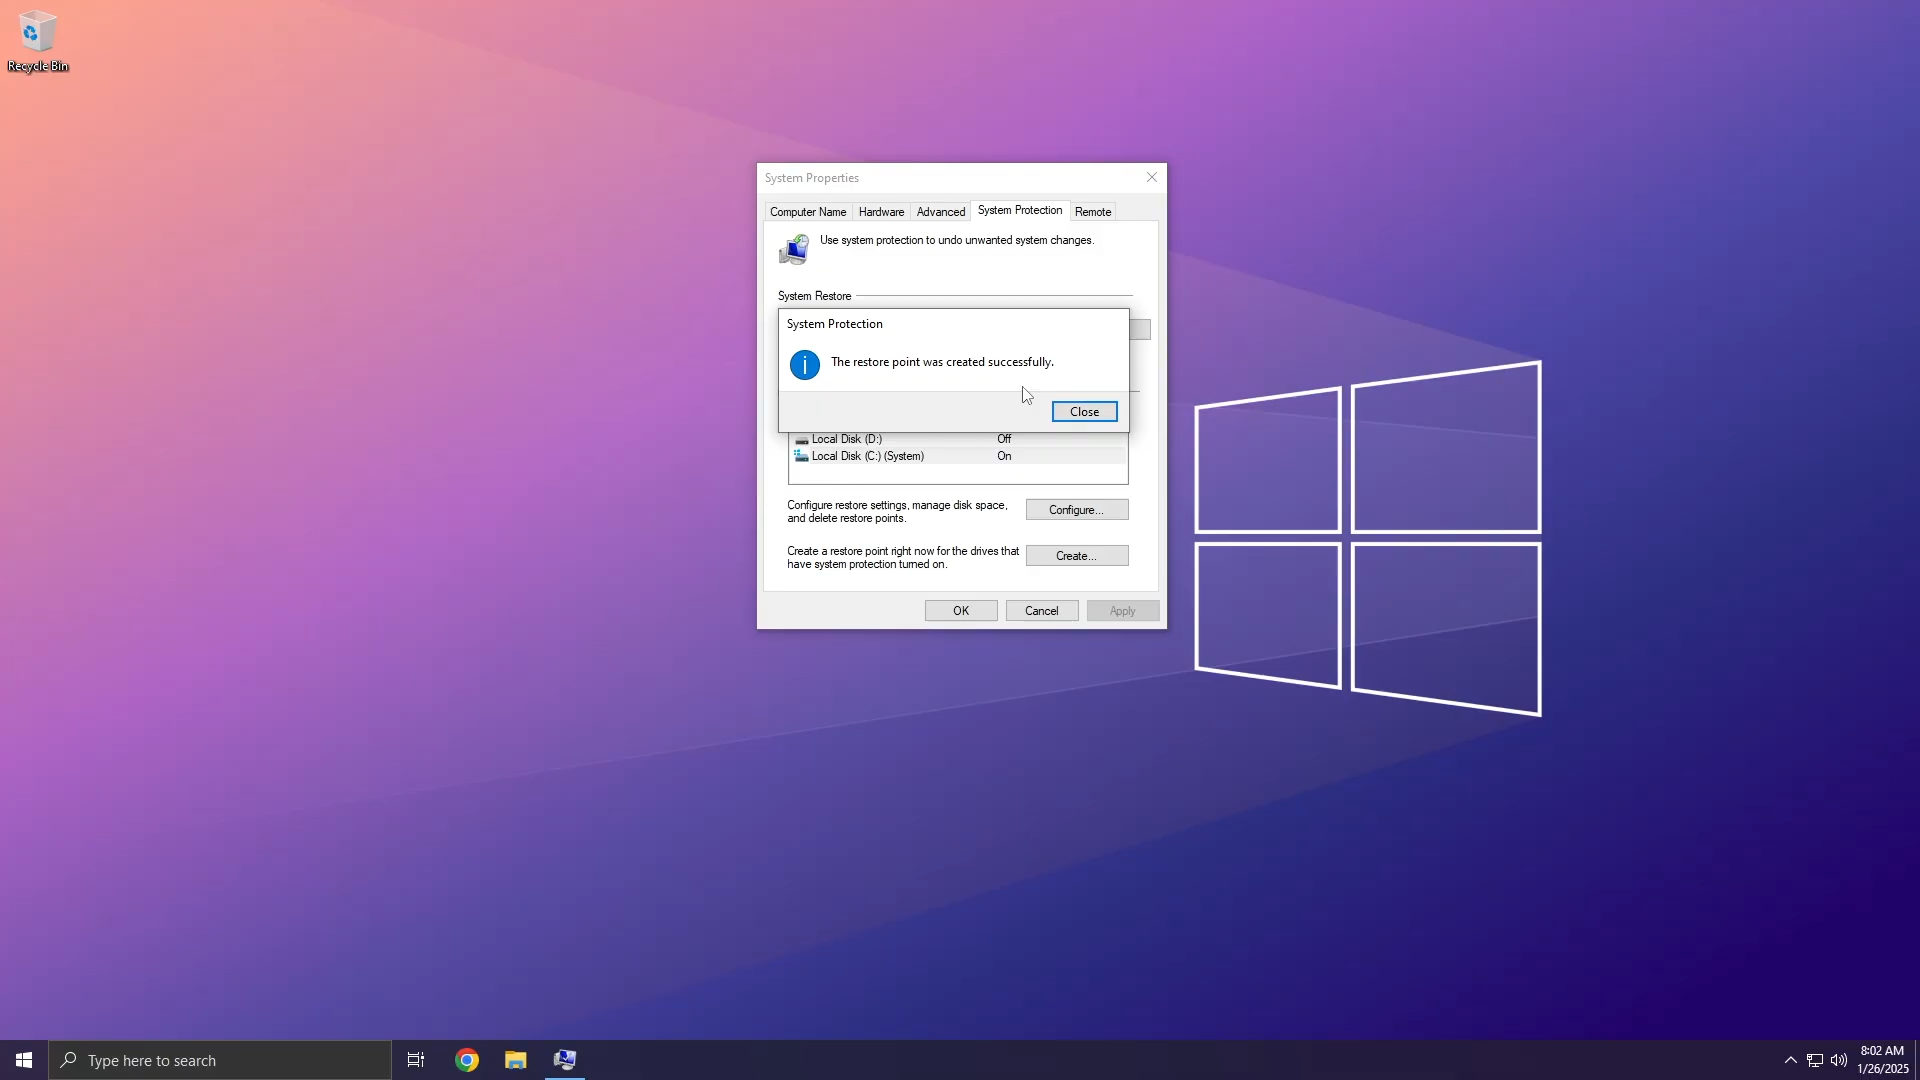 Recycle Bin
System Properties
Computer Name Hardware Advanced System Protection Remote
Use system protection to undo unwanted system changes.
System Restore
System Protection
The restore point was created successfully.
Close
Local Disk (D:) Off
Local Disk (C:) (System) On
Configure restore settings, manage disk space,
and delete restore points.
Configure...
Create a restore point right now for the drives that
have system protection turned on.
Create...
OK Cancel Apply
Type here to search
8:02 AM
1/26/2025